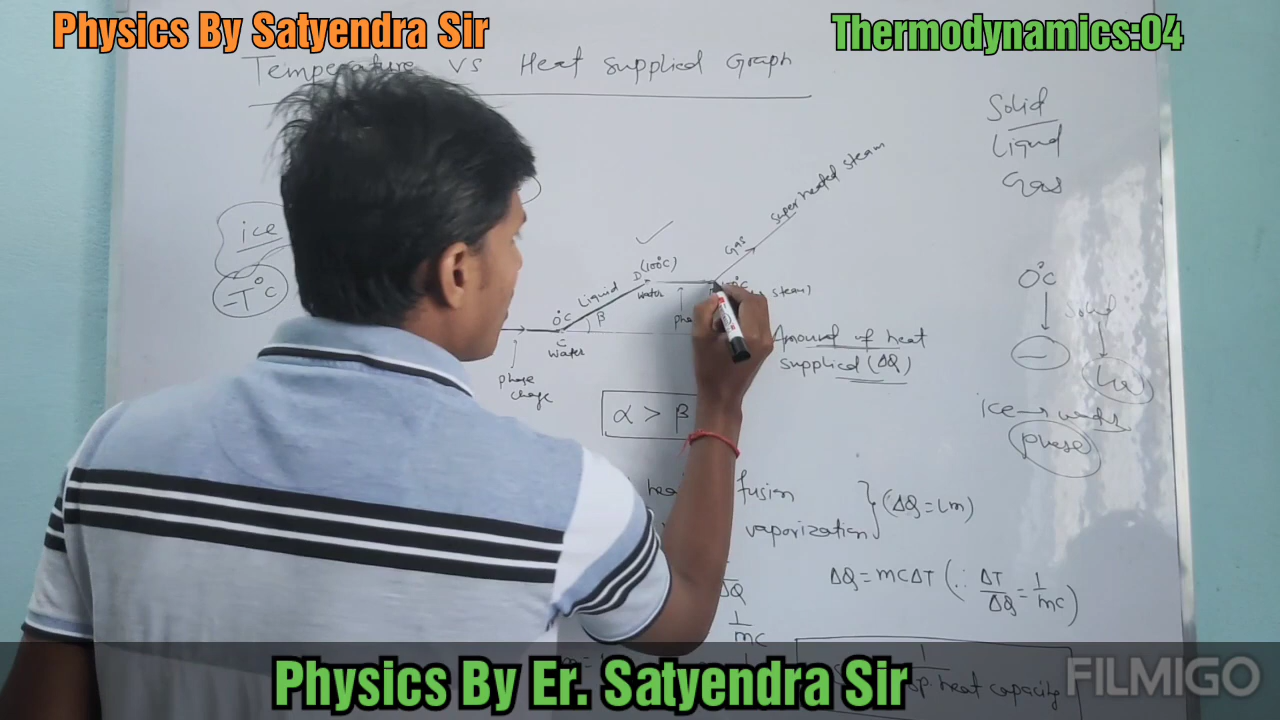 Physics By Satyendra Sir
Thermodynamics:04
Temperature vs Heat Supplied Graph
Solid
Liquid
Gas
ice
-T°C
Super heated steam
Gas
D (100°C)
Water
Liquid
0°C
β
C
Water
steam)
phase
change
Amount of heat
supplied (ΔQ)
α > β
0°C
Solid
ice → water
phase
fusion
vaporization
(ΔQ = Lm)
ΔQ = mcΔT (∴ ΔT/ΔQ = 1/mc)
ΔQ
1/mc
heat capacity
Physics By Er. Satyendra Sir
FILMIGO